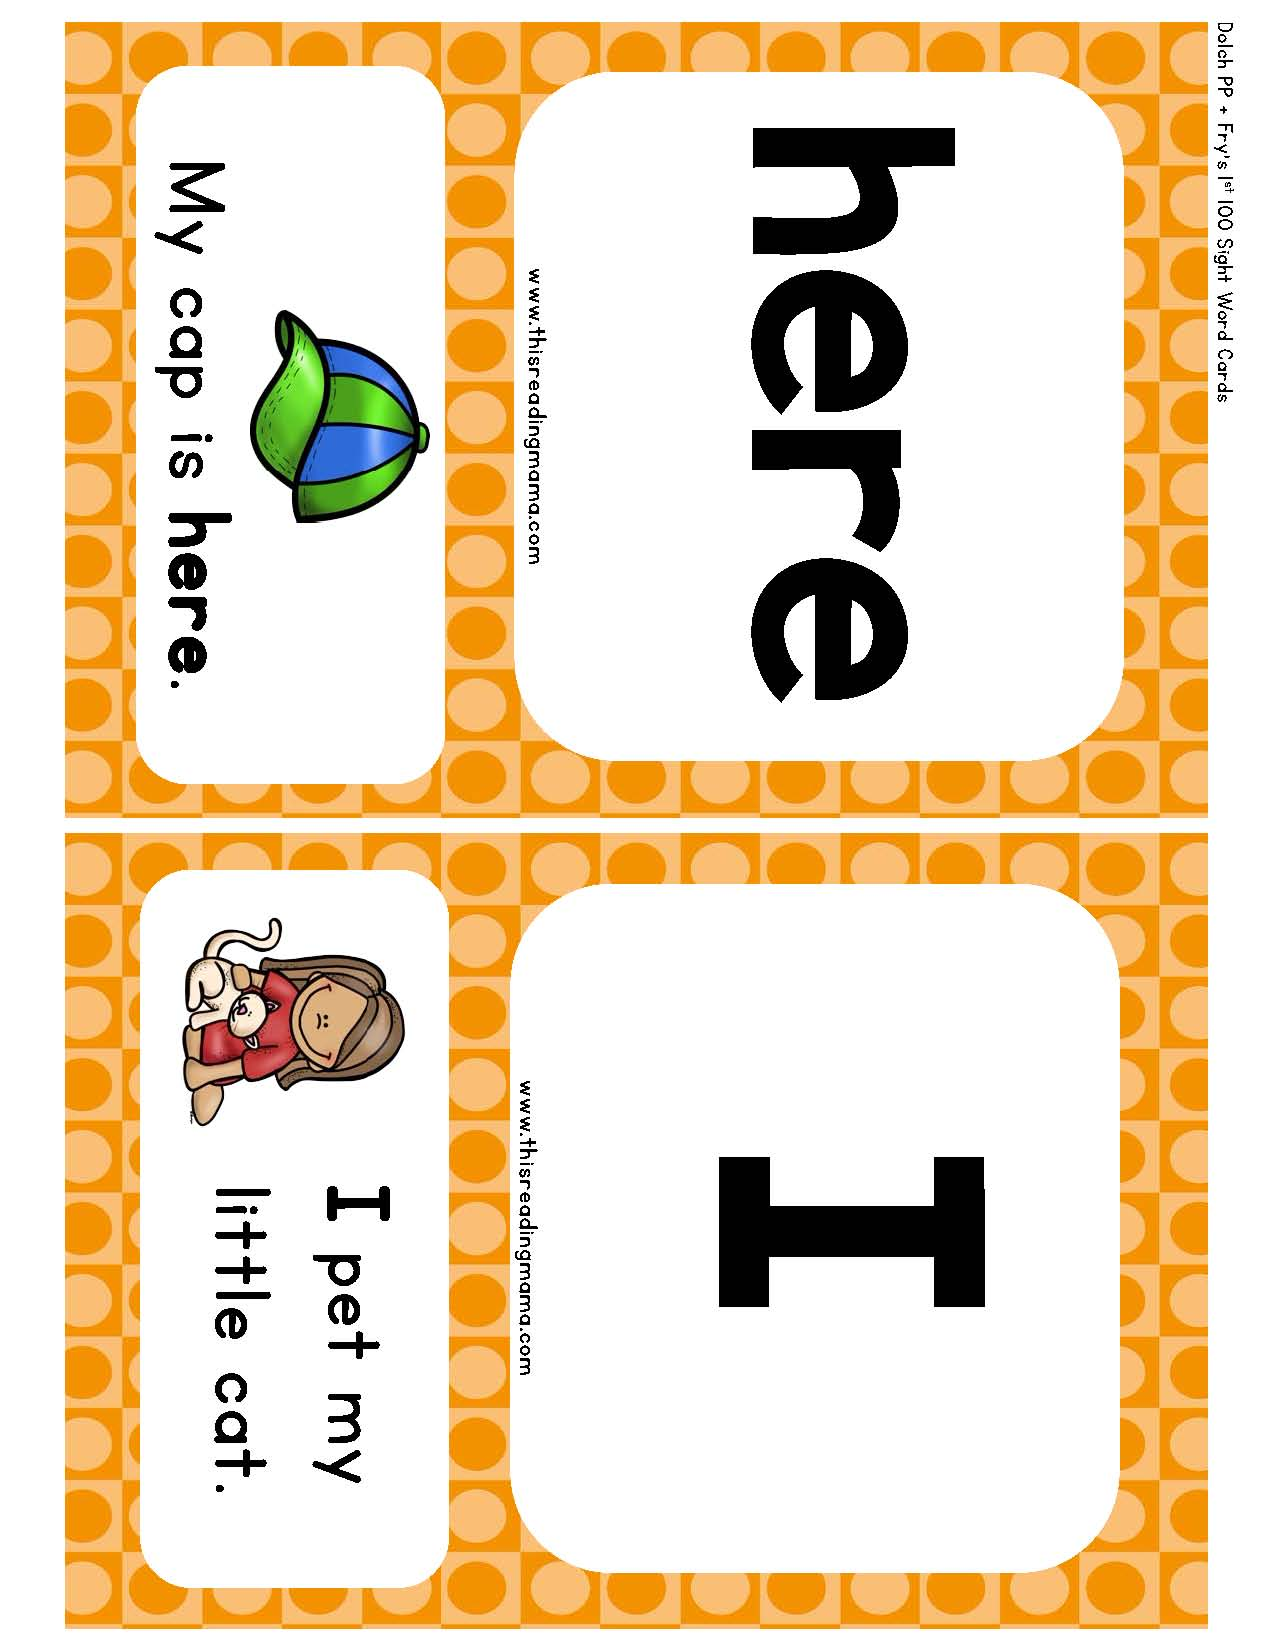 Dolch PP + Fry's 1st 100 Sight Word Cards
here
www.thisreadingmama.com
My cap is here.
I
www.thisreadingmama.com
I pet my
little cat.